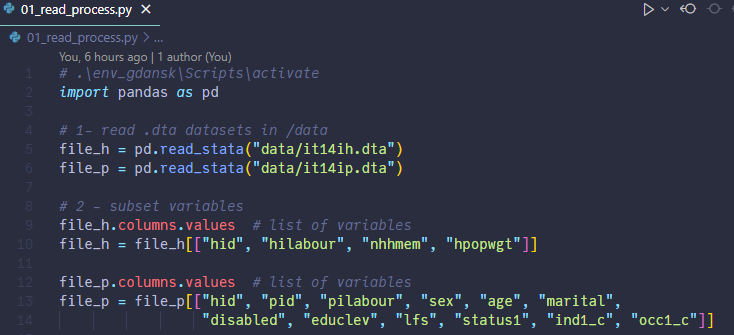 01_read_process.py
01_read_process.py > ...
You, 6 hours ago | 1 author (You)
1 # .\env_gdansk\Scripts\activate
2 import pandas as pd
3
4 # 1- read .dta datasets in /data
5 file_h = pd.read_stata("data/it14ih.dta")
6 file_p = pd.read_stata("data/it14ip.dta")
7
8 # 2 - subset variables
9 file_h.columns.values  # list of variables
10 file_h = file_h[["hid", "hilabour", "nhhmem", "hpopwgt"]]
11
12 file_p.columns.values  # list of variables
13 file_p = file_p[["hid", "pid", "pilabour", "sex", "age", "marital",
14                  "disabled", "educlev", "lfs", "status1", "ind1_c", "occ1_c"]]